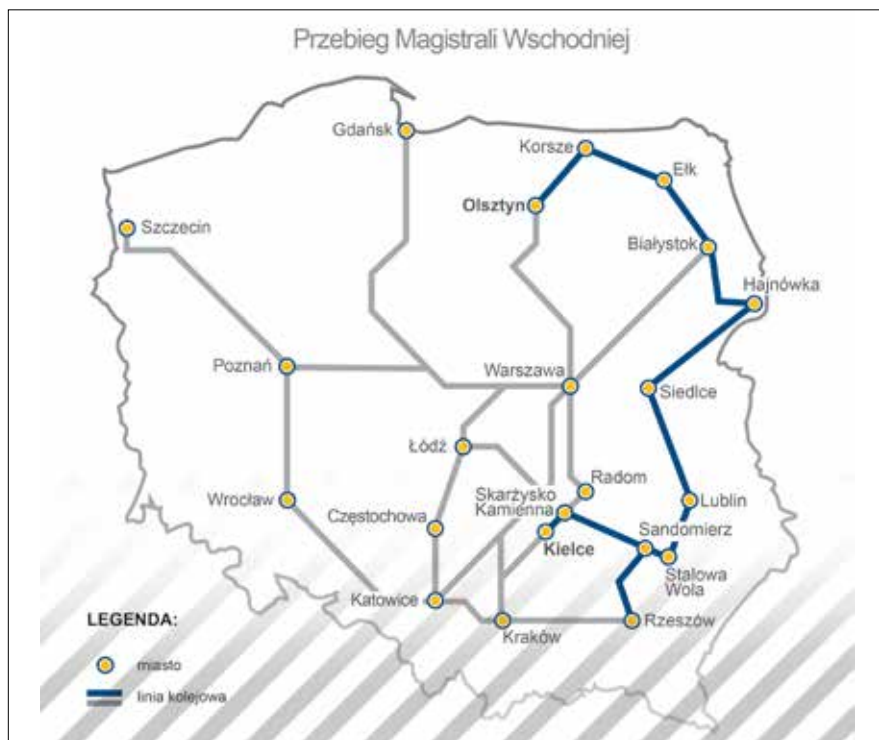 Przebieg Magistrali Wschodniej
Gdańsk
Korsze
Ełk
Olsztyn
Szczecin
Białystok
Hajnówka
Poznań
Warszawa
Siedlce
Łódź
Radom
Wrocław
Skarżysko
Kamienna
Lublin
Częstochowa
Sandomierz
Kielce
Stalowa
Wola
Katowice
Kraków
Rzeszów
LEGENDA:
miasto
linia kolejowa